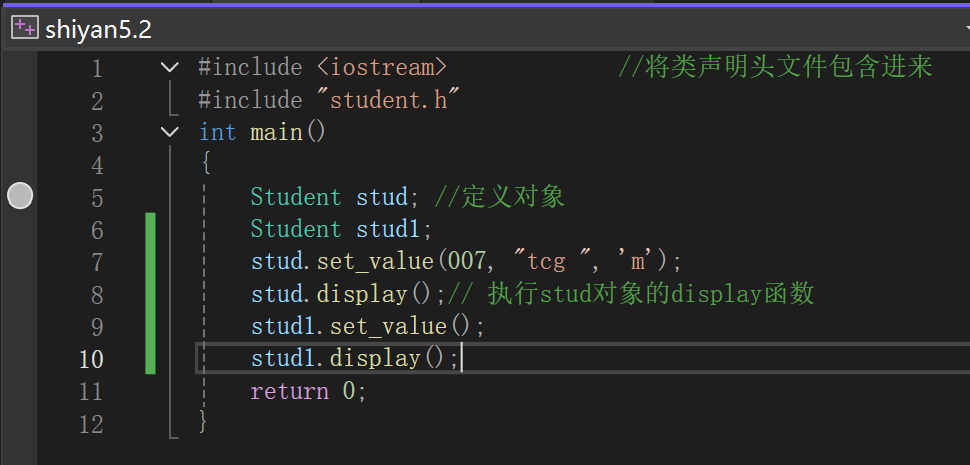 shiyan5.2
1 #include <iostream> //将类声明头文件包含进来
2 #include "student.h"
3 int main()
4 {
5 Student stud; //定义对象
6 Student stud1;
7 stud.set_value(007, "tcg ", 'm');
8 stud.display();// 执行stud对象的display函数
9 stud1.set_value();
10 stud1.display();
11 return 0;
12 }